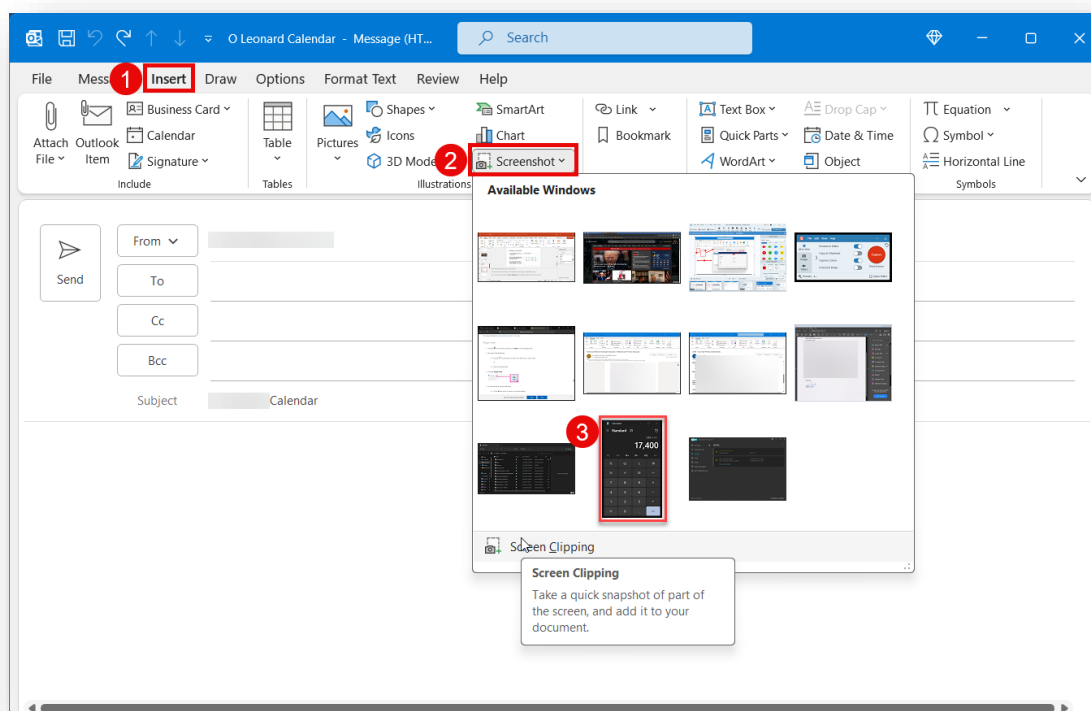 O Leonard Calendar - Message (HT...
Search
File Mess 1 Insert Draw Options Format Text Review Help
Attach File
Outlook Item
Business Card
Calendar
Signature
Include
Table
Tables
Pictures
Shapes
Icons
3D Mode
Illustrations
SmartArt
Chart
2 Screenshot
Link
Bookmark
Text Box
Quick Parts
WordArt
Drop Cap
Date & Time
Object
Equation
Symbol
Horizontal Line
Symbols
Available Windows
Send
From
To
Cc
Bcc
Subject
Calendar
3
Standard
17,400
Screen Clipping
Screen Clipping
Take a quick snapshot of part of
the screen, and add it to your
document.